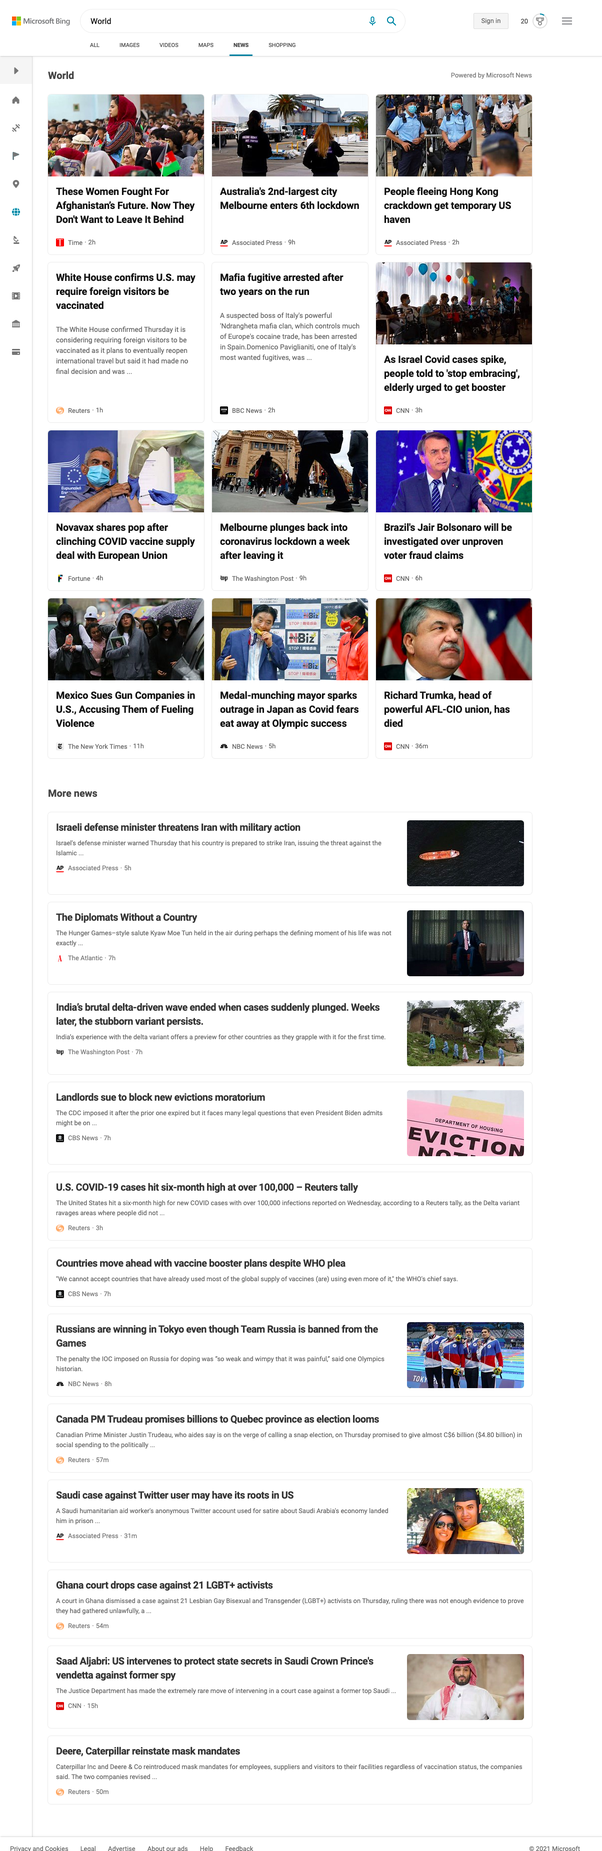 Microsoft Bing
World
Sign in
20
ALL IMAGES VIDEOS MAPS NEWS SHOPPING
World
Powered by Microsoft News
These Women Fought For
Afghanistan's Future. Now They
Don't Want to Leave It Behind
Time · 2h
Australia's 2nd-largest city
Melbourne enters 6th lockdown
AP Associated Press · 9h
People fleeing Hong Kong
crackdown get temporary US
haven
AP Associated Press · 2h
White House confirms U.S. may
require foreign visitors be
vaccinated
The White House confirmed Thursday it is
considering requiring foreign visitors to be
vaccinated as it plans to eventually reopen
international travel but said it had made no
final decision and was ...
Reuters · 1h
Mafia fugitive arrested after
two years on the run
A suspected boss of Italy's powerful
'Ndrangheta mafia clan, which controls much
of Europe's cocaine trade, has been arrested
in Spain.Domenico Paviglianiti, one of Italy's
most wanted fugitives, was ...
BBC News · 2h
As Israel Covid cases spike,
people told to 'stop embracing',
elderly urged to get booster
CNN · 3h
Novavax shares pop after
clinching COVID vaccine supply
deal with European Union
Fortune · 4h
Melbourne plunges back into
coronavirus lockdown a week
after leaving it
wp The Washington Post · 9h
Brazil's Jair Bolsonaro will be
investigated over unproven
voter fraud claims
CNN · 6h
Mexico Sues Gun Companies in
U.S., Accusing Them of Fueling
Violence
The New York Times · 11h
NBiz
Medal-munching mayor sparks
outrage in Japan as Covid fears
eat away at Olympic success
NBC News · 5h
Richard Trumka, head of
powerful AFL-CIO union, has
died
CNN · 36m
More news
Israeli defense minister threatens Iran with military action
Israel's defense minister warned Thursday that his country is prepared to strike Iran, issuing the threat against the
Islamic ...
AP Associated Press · 5h
The Diplomats Without a Country
The Hunger Games–style salute Kyaw Moe Tun held in the air during perhaps the defining moment of his life was not
exactly ...
The Atlantic · 7h
India's brutal delta-driven wave ended when cases suddenly plunged. Weeks
later, the stubborn variant persists.
India's experience with the delta variant offers a preview for other countries as they grapple with it for the first time.
wp The Washington Post · 7h
Landlords sue to block new evictions moratorium
The CDC imposed it after the prior one expired but it faces many legal questions that even President Biden admits
might be on ...
CBS News · 7h
DEPARTMENT OF HOUSING
EVICTION
U.S. COVID-19 cases hit six-month high at over 100,000 – Reuters tally
The United States hit a six-month high for new COVID cases with over 100,000 infections reported on Wednesday, according to a Reuters tally, as the Delta variant
ravages areas where people did not ...
Reuters · 3h
Countries move ahead with vaccine booster plans despite WHO plea
"We cannot accept countries that have already used most of the global supply of vaccines (are) using even more of it," the WHO's chief says.
CBS News · 7h
Russians are winning in Tokyo even though Team Russia is banned from the
Games
The penalty the IOC imposed on Russia for doping was "so weak and wimpy that it was painful," said one Olympics
historian.
NBC News · 8h
Canada PM Trudeau promises billions to Quebec province as election looms
Canadian Prime Minister Justin Trudeau, who aides say is on the verge of calling a snap election, on Thursday promised to give almost C$6 billion ($4.80 billion) in
social spending to the politically ...
Reuters · 57m
Saudi case against Twitter user may have its roots in US
A Saudi humanitarian aid worker's anonymous Twitter account used for satire about Saudi Arabia's economy landed
him in prison ...
AP Associated Press · 31m
Ghana court drops case against 21 LGBT+ activists
A court in Ghana dismissed a case against 21 Lesbian Gay Bisexual and Transgender (LGBT+) activists on Thursday, ruling there was not enough evidence to prove
they had gathered unlawfully, a ...
Reuters · 54m
Saad Aljabri: US intervenes to protect state secrets in Saudi Crown Prince's
vendetta against former spy
The Justice Department has made the extremely rare move of intervening in a court case against a former top Saudi ...
CNN · 15h
Deere, Caterpillar reinstate mask mandates
Caterpillar Inc and Deere & Co reintroduced mask mandates for employees, suppliers and visitors to their facilities regardless of vaccination status, the companies
said. The two companies revised ...
Reuters · 50m
Privacy and Cookies Legal Advertise About our ads Help Feedback
© 2021 Microsoft